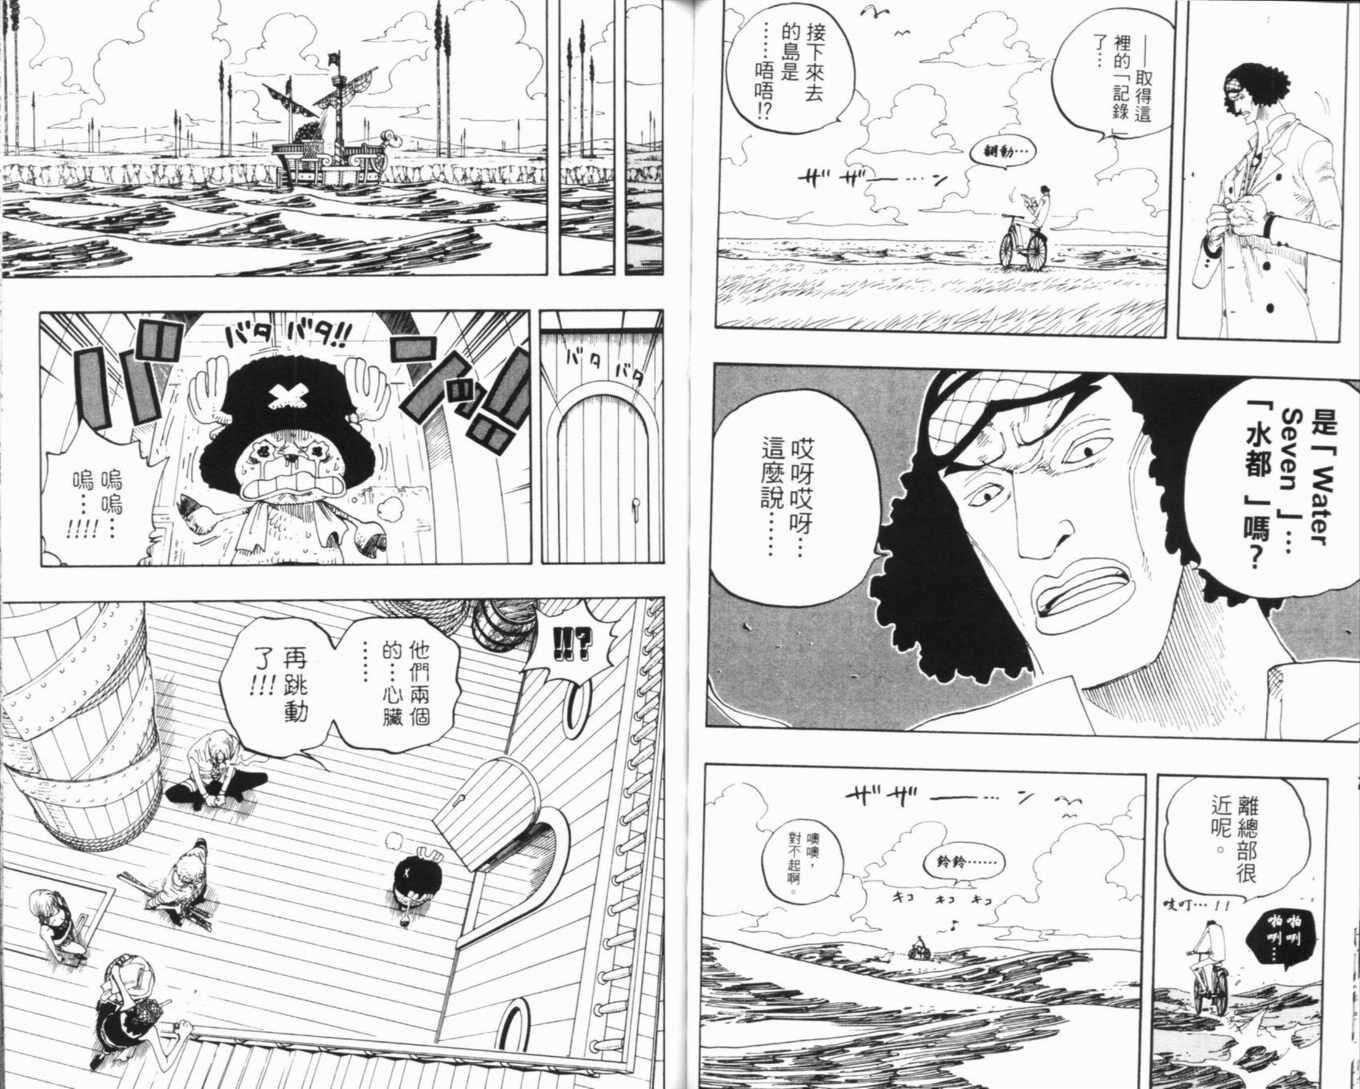 ——取得這
裡的「記錄」
了…
翻動…
接下來去
的島是
……唔唔!?
ザザー——ン
是「Water
Seven」…
「水都」嗎?
哎呀哎呀…
這麼說……
離總部很
近呢。
吱叮…!!
啪唎
啪唎…
ザザ——ン
鈴鈴……
キコ キコ キコ
噢噢，
對不起啊。
バタ バタ
バタ バタ!!
嗚嗚…
嗚…!!!!
!!?
他們兩個
的…心臟
……
再跳動
了!!!